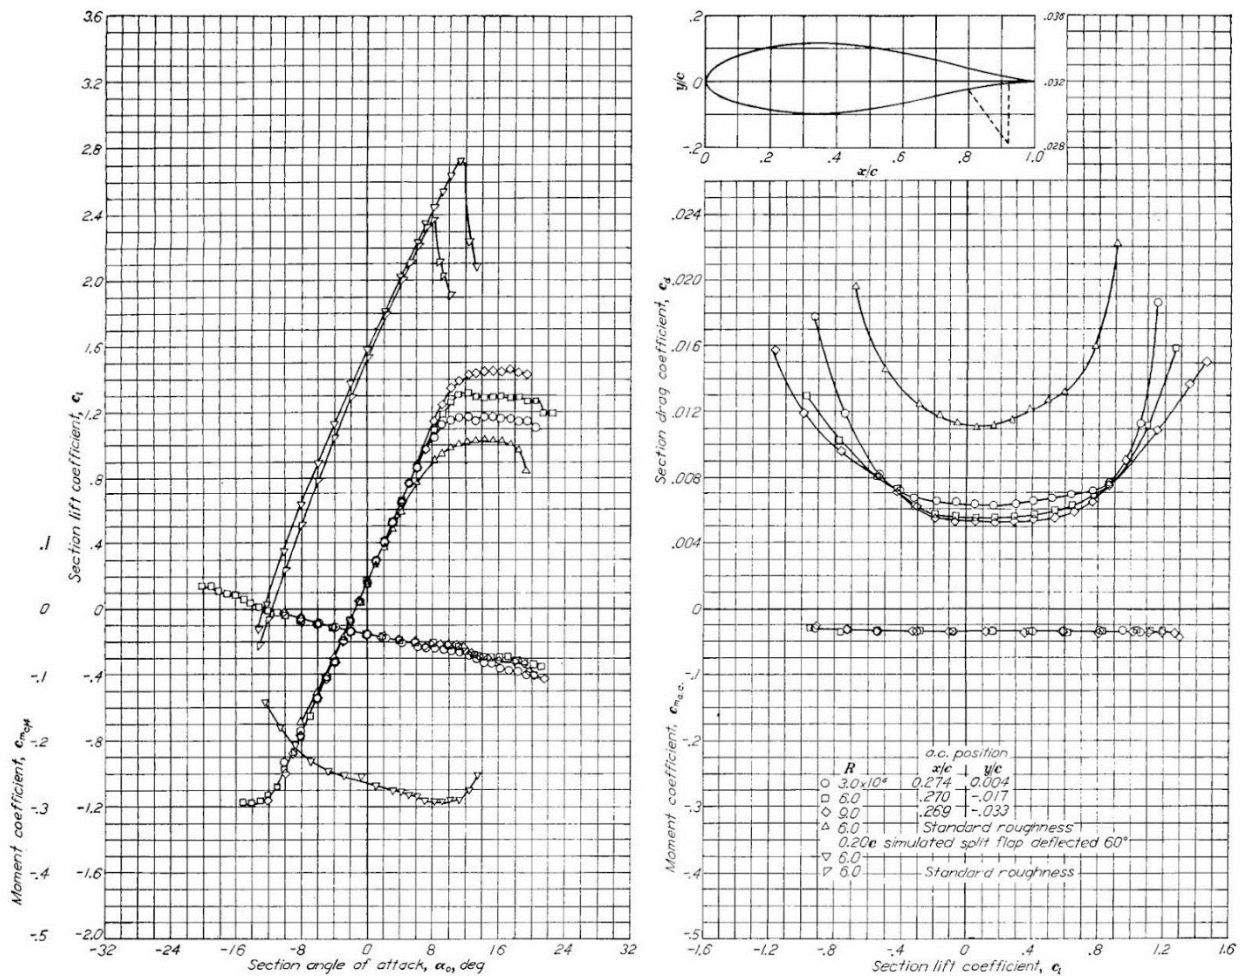 3.6
3.2
2.8
2.4
2.0
1.6
1.2
.8
.4
0
-.4
-.8
-1.2
-1.6
-2.0
Section lift coefficient, cₗ
.1
0
-.1
-.2
-.3
-.4
-.5
Moment coefficient, c
-32 -24 -16 -8 0 8 16 24 32
Section angle of attack, α₀, deg
.2
0
-.2
y/c
0 .2 .4 .6 .8 1.0
x/c
.036
.032
.028
.024
.020
.016
.012
.008
.004
0
Section drag coefficient, c_d
-.1
-.2
-.3
-.4
-.5
Moment coefficient, c_m a.c.
a.c. position
R x/c y/c
3.0×10⁶ 0.274 0.004
6.0 .270 -.017
9.0 .269 -.033
6.0 Standard roughness
0.20c simulated split flap deflected 60°
6.0
6.0 Standard roughness
-1.6 -1.2 -.8 -.4 0 .4 .8 1.2 1.6
Section lift coefficient, cₗ